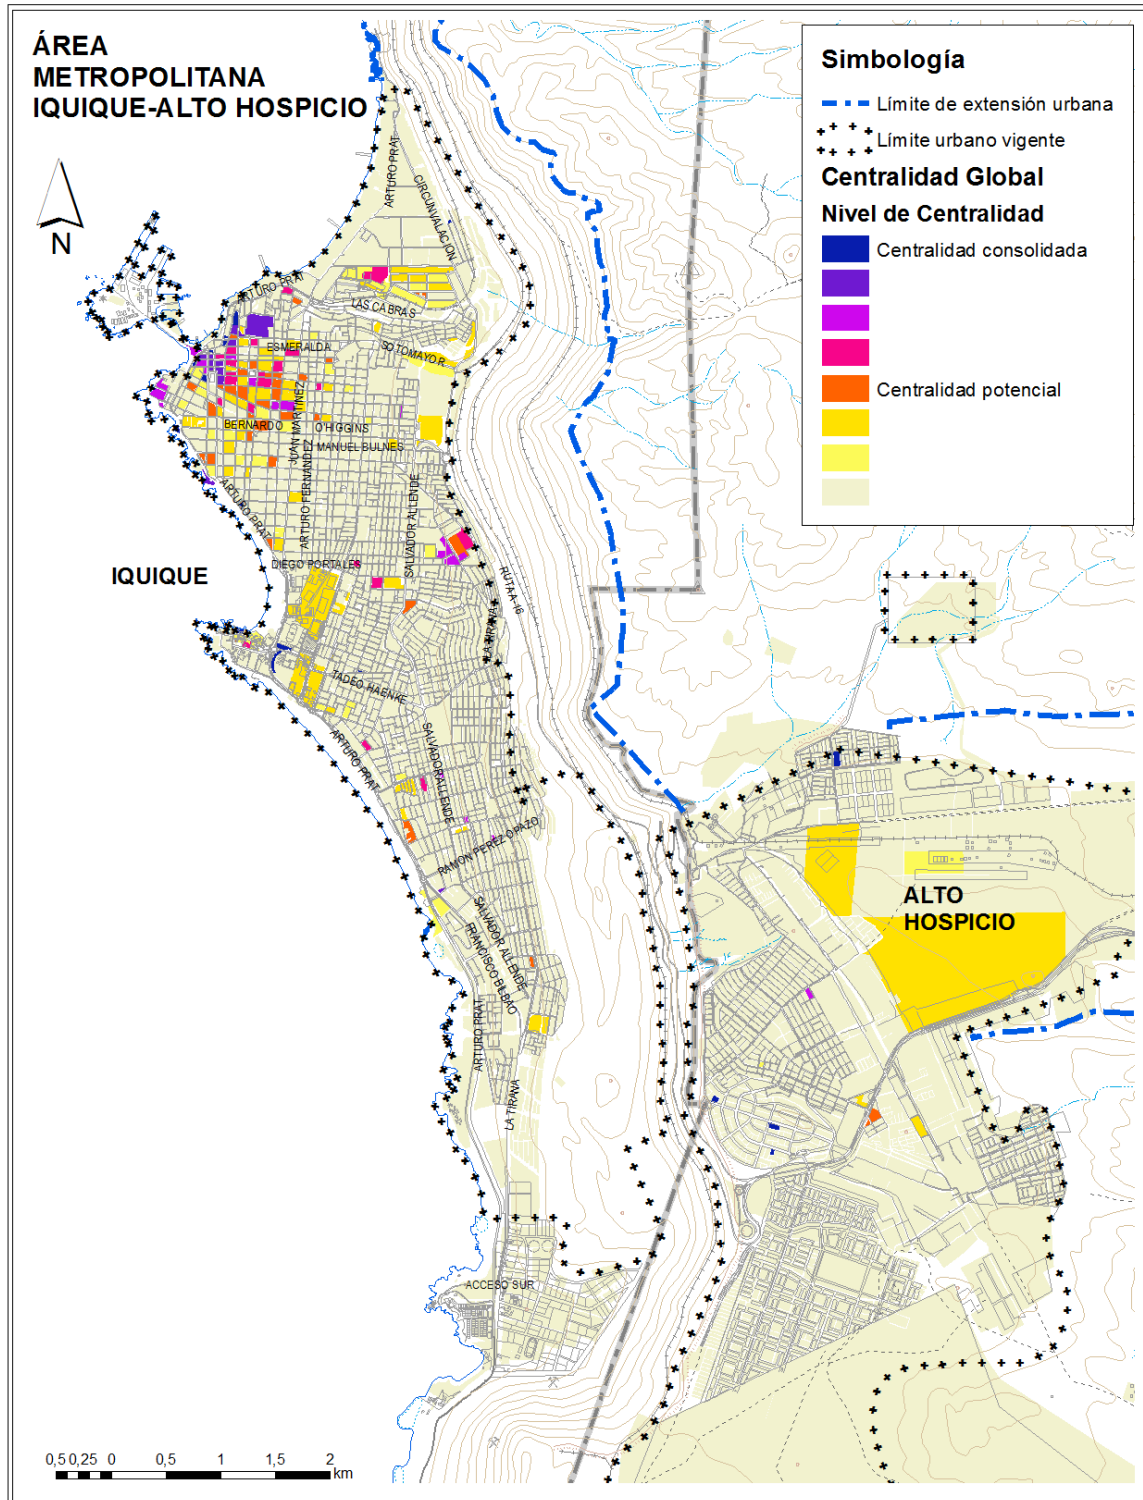 ÁREA
METROPOLITANA
IQUIQUE-ALTO HOSPICIO
N
Simbología
Límite de extensión urbana
Límite urbano vigente
Centralidad Global
Nivel de Centralidad
Centralidad consolidada
Centralidad potencial
ARTURO PRAT
CIRCUNVALACION
ARTURO PRAT
LAS CABRAS
ESMERALDA
SOTOMAYOR
JUAN MARTINEZ
BERNARDO
O'HIGGINS
MANUEL BULNES
ARTURO FERNANDEZ
SALVADOR ALLENDE
ARTURO PRAT
DIEGO PORTALES
IQUIQUE
RUTA A-16
LA TIRANA
TADEO HAENKE
ARTURO PRAT
SALVADOR ALLENDE
RAMON PEREZ OPAZO
ALTO
HOSPICIO
SALVADOR ALLENDE
FRANCISCO BILBAO
ARTURO PRAT
LA TIRANA
ACCESO SUR
0,5 0,25 0 0,5 1 1,5 2
km